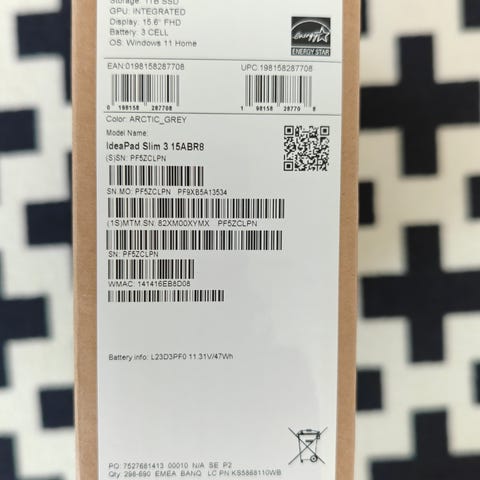 Storage: 1TB SSD
GPU: INTEGRATED
Display: 15.6" FHD
Battery: 3 CELL
OS: Windows 11 Home
energy
ENERGY STAR
EAN:0198158287708
UPC:198158287708
0 198158 287708
1 98158 28770 8
Color: ARCTIC_GREY
Model Name:
IdeaPad Slim 3 15ABR8
(S)SN: PF5ZCLPN
SN.MO: PF5ZCLPN PF9XB5A13534
(1S)MTM.SN: 82XM00XYMX PF5ZCLPN
SN: PF5ZCLPN
WMAC: 141416EB8D08
Battery info: L23D3PF0 11.31V/47Wh
PO: 7527681413 00010 N/A SE P2
Qty: 298-690 EMEA BANQ LC PN:KS5868110WB